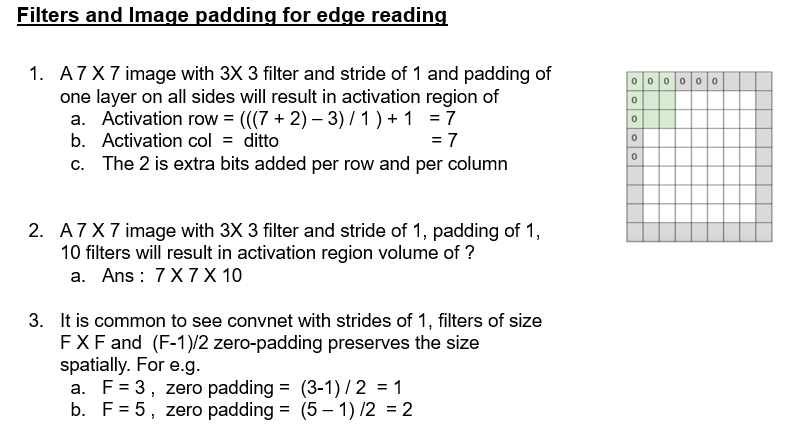 Filters and Image padding for edge reading
1. A 7 X 7 image with 3X 3 filter and stride of 1 and padding of
one layer on all sides will result in activation region of
a. Activation row = (((7 + 2) – 3) / 1 ) + 1 = 7
b. Activation col = ditto = 7
c. The 2 is extra bits added per row and per column
0 0 0 0 0 0
0
0
0
0
2. A 7 X 7 image with 3X 3 filter and stride of 1, padding of 1,
10 filters will result in activation region volume of ?
a. Ans : 7 X 7 X 10
3. It is common to see convnet with strides of 1, filters of size
F X F and (F-1)/2 zero-padding preserves the size
spatially. For e.g.
a. F = 3 , zero padding = (3-1) / 2 = 1
b. F = 5 , zero padding = (5 – 1) /2 = 2